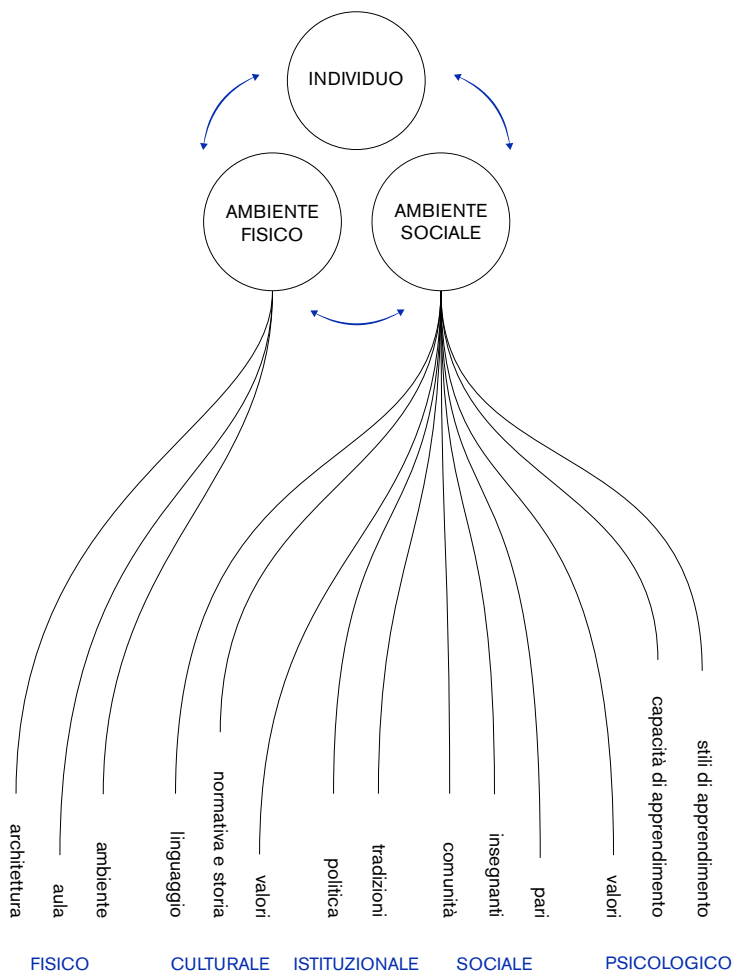 INDIVIDUO
AMBIENTE
FISICO
AMBIENTE
SOCIALE
architettura
aula
ambiente
linguaggio
normativa e storia
valori
politica
tradizioni
comunità
insegnanti
pari
valori
capacità di apprendimento
stili di apprendimento
FISICO
CULTURALE
ISTITUZIONALE
SOCIALE
PSICOLOGICO